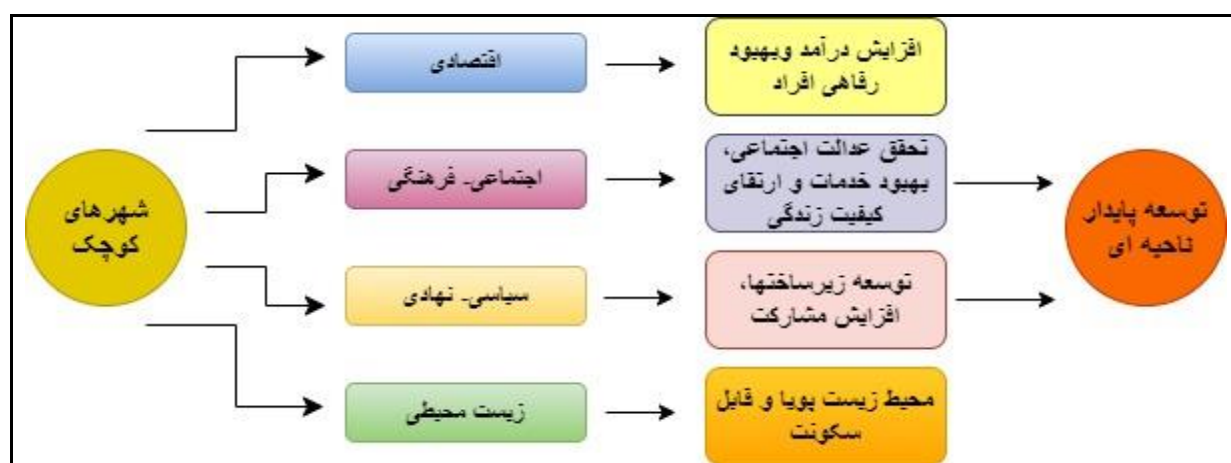 شهرهای
کوچک
اقتصادی
اجتماعی- فرهنگی
سیاسی- نهادی
زیست محیطی
افزایش درآمد وبهبود
رفاهی افراد
تحقق عدالت اجتماعی،
بهبود خدمات و ارتقای
کیفیت زندگی
توسعه زیرساختها،
افزایش مشارکت
محیط زیست پویا و قابل
سکونت
توسعه پایدار
ناحیه ای